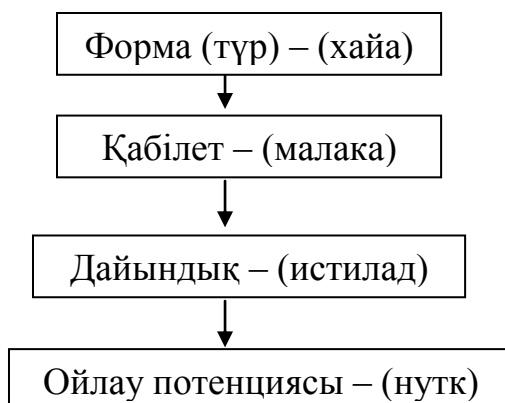 Форма (түр) – (хайа)
Қабілет – (малака)
Дайындық – (истилад)
Ойлау потенциясы – (нутк)